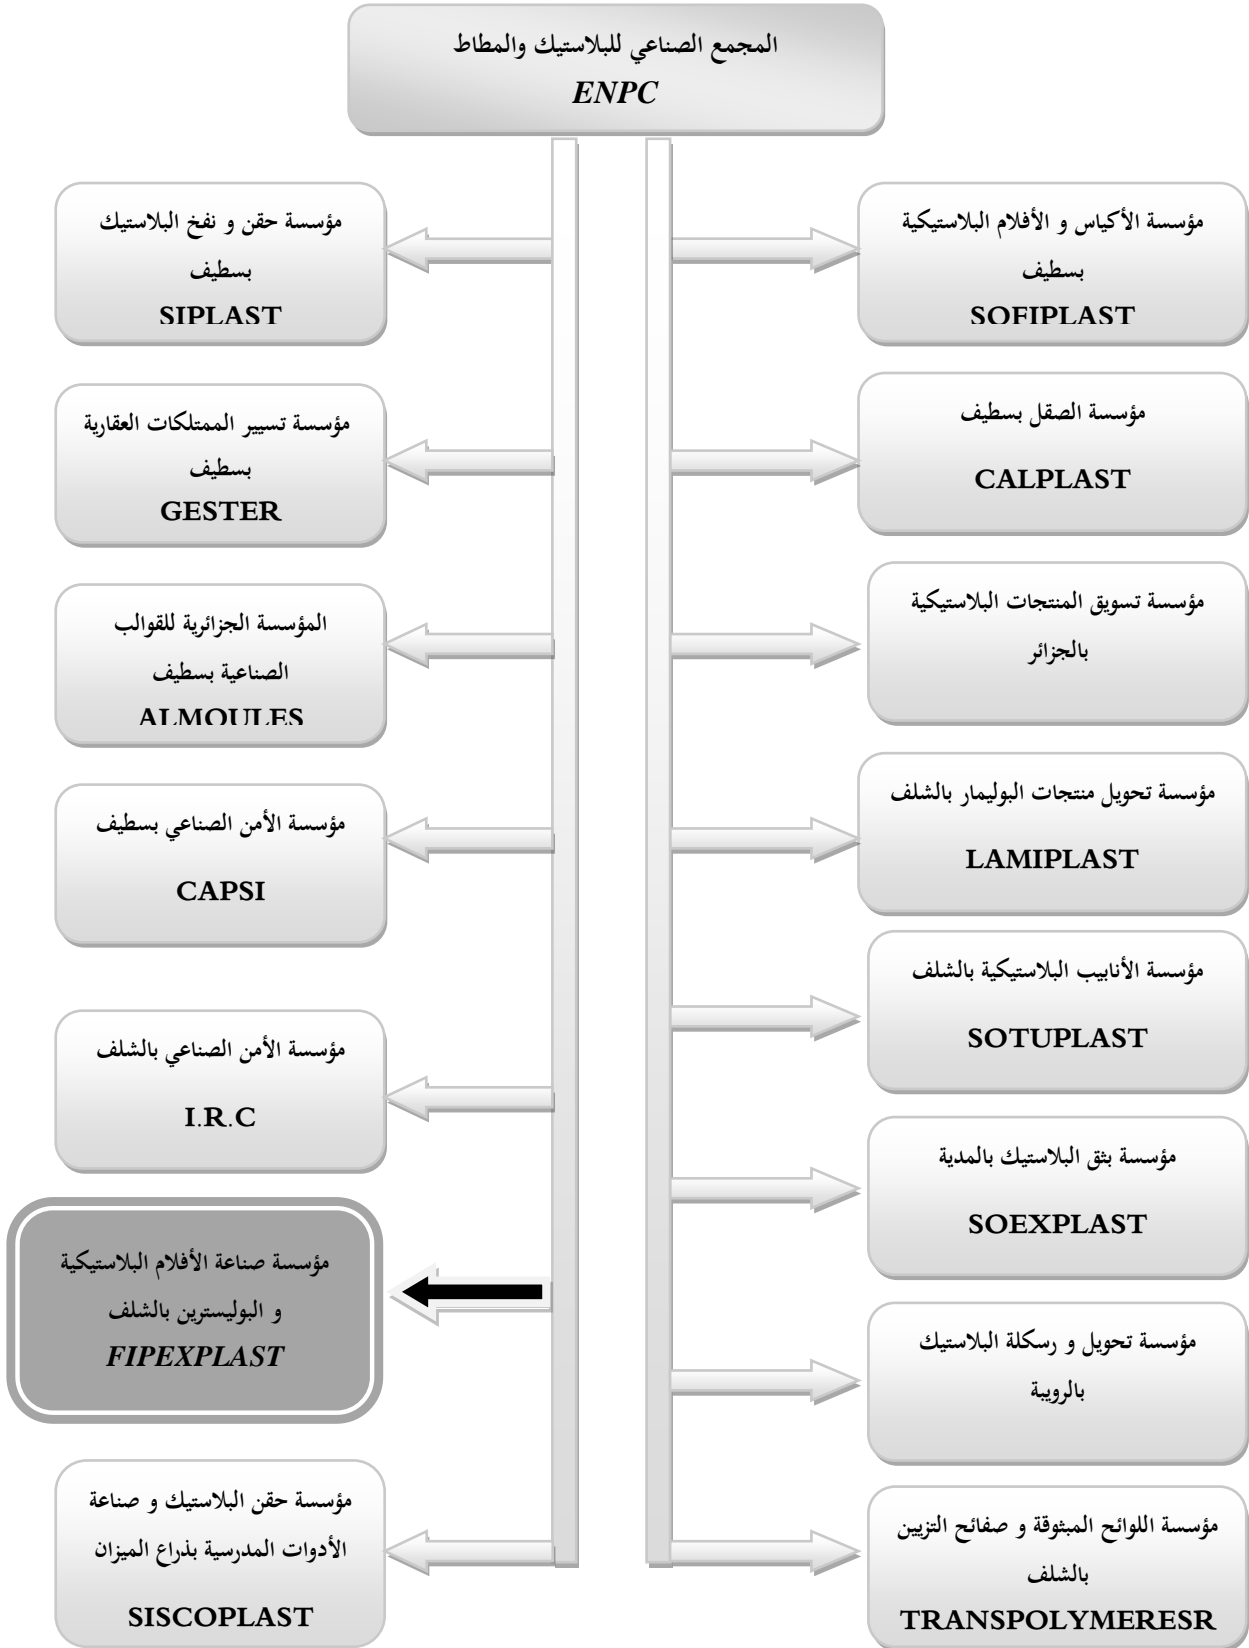 المجمع الصناعي للبلاستيك والمطاط
ENPC
مؤسسة الأكياس و الأفلام البلاستيكية
بسطيف
SOFIPLAST
مؤسسة الصقل بسطيف
CALPLAST
مؤسسة تسويق المنتجات البلاستيكية
بالجزائر
مؤسسة تحويل منتجات البوليمار بالشلف
LAMIPLAST
مؤسسة الأنابيب البلاستيكية بالشلف
SOTUPLAST
مؤسسة بثق البلاستيك بالمدية
SOEXPLAST
مؤسسة تحويل و رسكلة البلاستيك
بالرويبة
مؤسسة اللوائح المبثوقة و صفائح التزيين
بالشلف
TRANSPOLYMERESR
مؤسسة حقن و نفخ البلاستيك
بسطيف
SIPLAST
مؤسسة تسيير الممتلكات العقارية
بسطيف
GESTER
المؤسسة الجزائرية للقوالب
الصناعية بسطيف
ALMOULES
مؤسسة الأمن الصناعي بسطيف
CAPSI
مؤسسة الأمن الصناعي بالشلف
I.R.C
مؤسسة صناعة الأفلام البلاستيكية
و البوليسترين بالشلف
FIPEXPLAST
مؤسسة حقن البلاستيك و صناعة
الأدوات المدرسية بذراع الميزان
SISCOPLAST